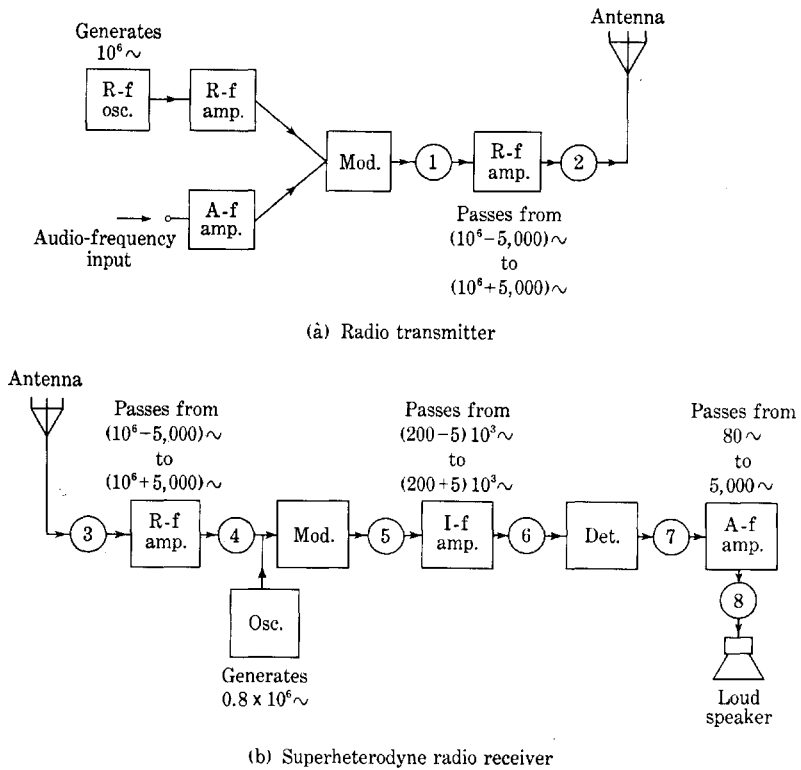 Antenna
Generates
10⁶∿
R-f
osc.
R-f
amp.
Mod.
1
R-f
amp.
2
A-f
amp.
Audio-frequency
input
Passes from
(10⁶−5,000)∿
to
(10⁶+5,000)∿
(a) Radio transmitter
Antenna
Passes from
(10⁶−5,000)∿
to
(10⁶+5,000)∿
Passes from
(200−5) 10³∿
to
(200+5) 10³∿
Passes from
80∿
to
5,000∿
3
R-f
amp.
4
Mod.
5
I-f
amp.
6
Det.
7
A-f
amp.
8
Osc.
Generates
0.8 x 10⁶∿
Loud
speaker
(b) Superheterodyne radio receiver